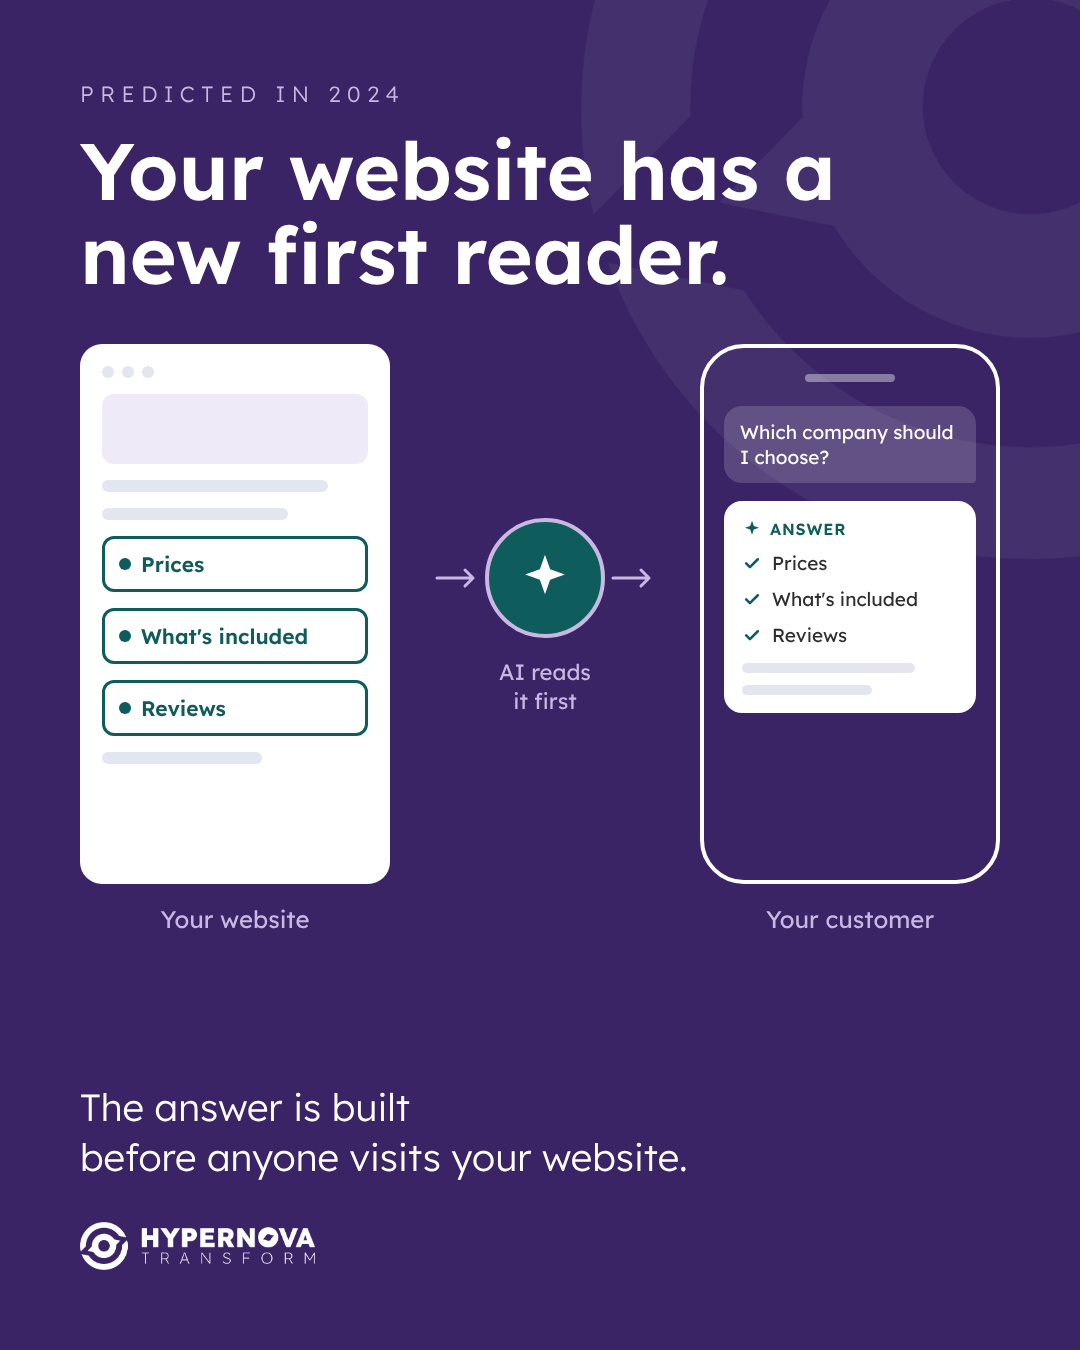 PREDICTED IN 2024
Your website has a
new first reader.
Prices
What's included
Reviews
Your website
AI reads
it first
Which company should
I choose?
ANSWER
Prices
What's included
Reviews
Your customer
The answer is built
before anyone visits your website.
HYPERNOVA
TRANSFORM